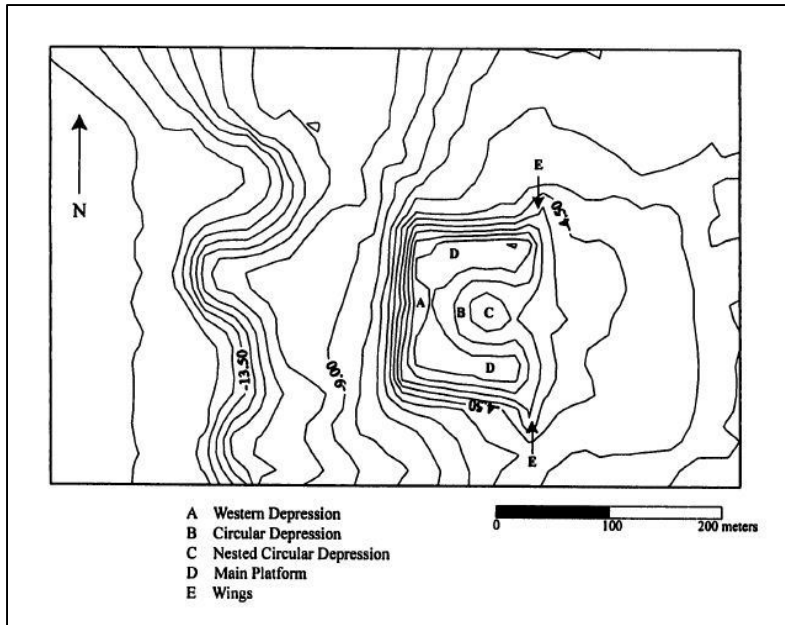 E
-4.50
N
D
A
B
C
-13.50
-9.00
D
-4.50
E
A Western Depression
B Circular Depression
C Nested Circular Depression
D Main Platform
E Wings
0 100 200 meters